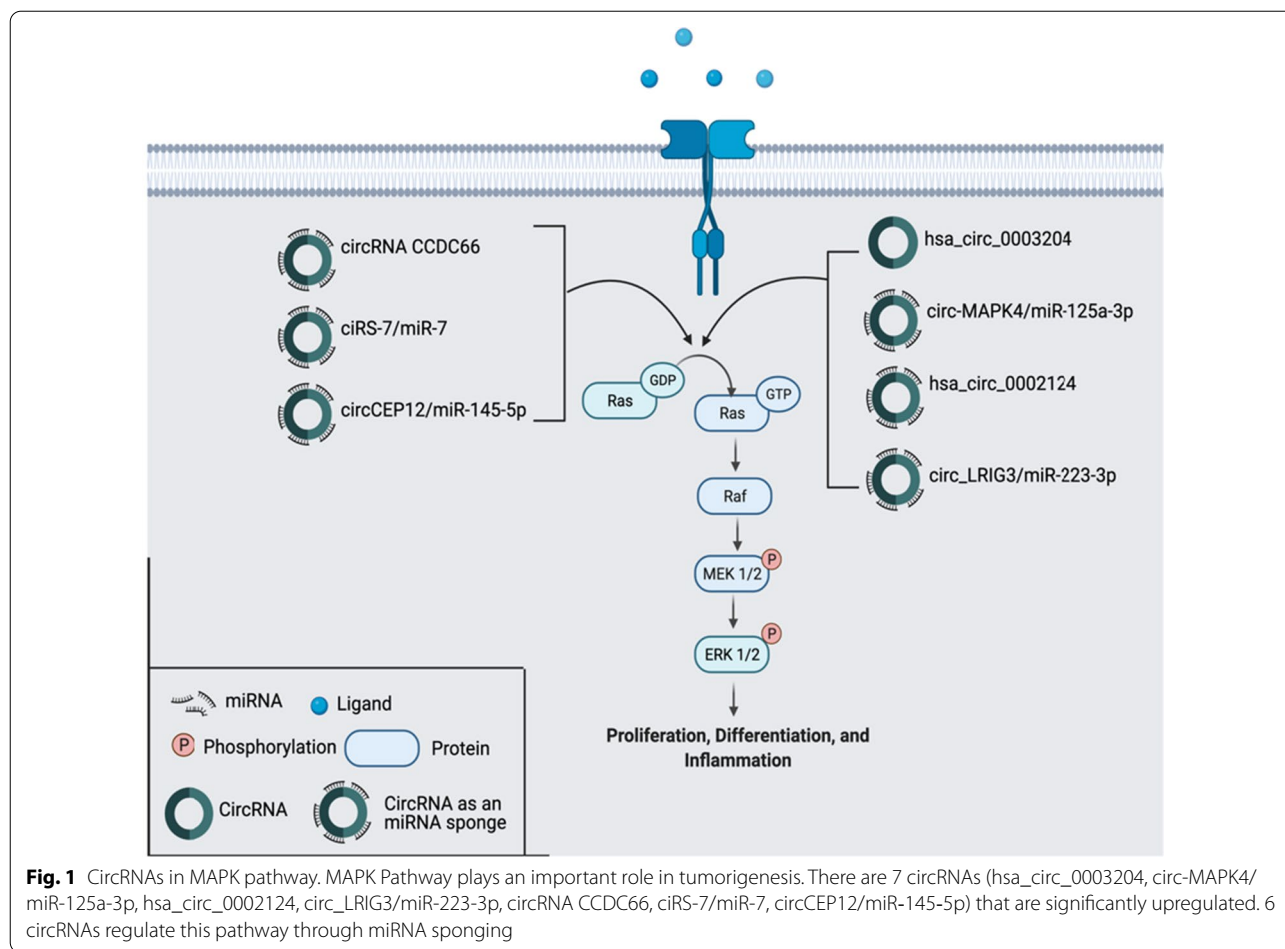 circRNA CCDC66
ciRS-7/miR-7
circCEP12/miR-145-5p
hsa_circ_0003204
circ-MAPK4/miR-125a-3p
hsa_circ_0002124
circ_LRIG3/miR-223-3p
GDP
Ras
GTP
Ras
Raf
P
MEK 1/2
P
ERK 1/2
Proliferation, Differentiation, and
Inflammation
miRNA
Ligand
P Phosphorylation
Protein
CircRNA
CircRNA as an
miRNA sponge
Fig. 1 CircRNAs in MAPK pathway. MAPK Pathway plays an important role in tumorigenesis. There are 7 circRNAs (hsa_circ_0003204, circ-MAPK4/
miR-125a-3p, hsa_circ_0002124, circ_LRIG3/miR-223-3p, circRNA CCDC66, ciRS-7/miR-7, circCEP12/miR-145-5p) that are significantly upregulated. 6
circRNAs regulate this pathway through miRNA sponging